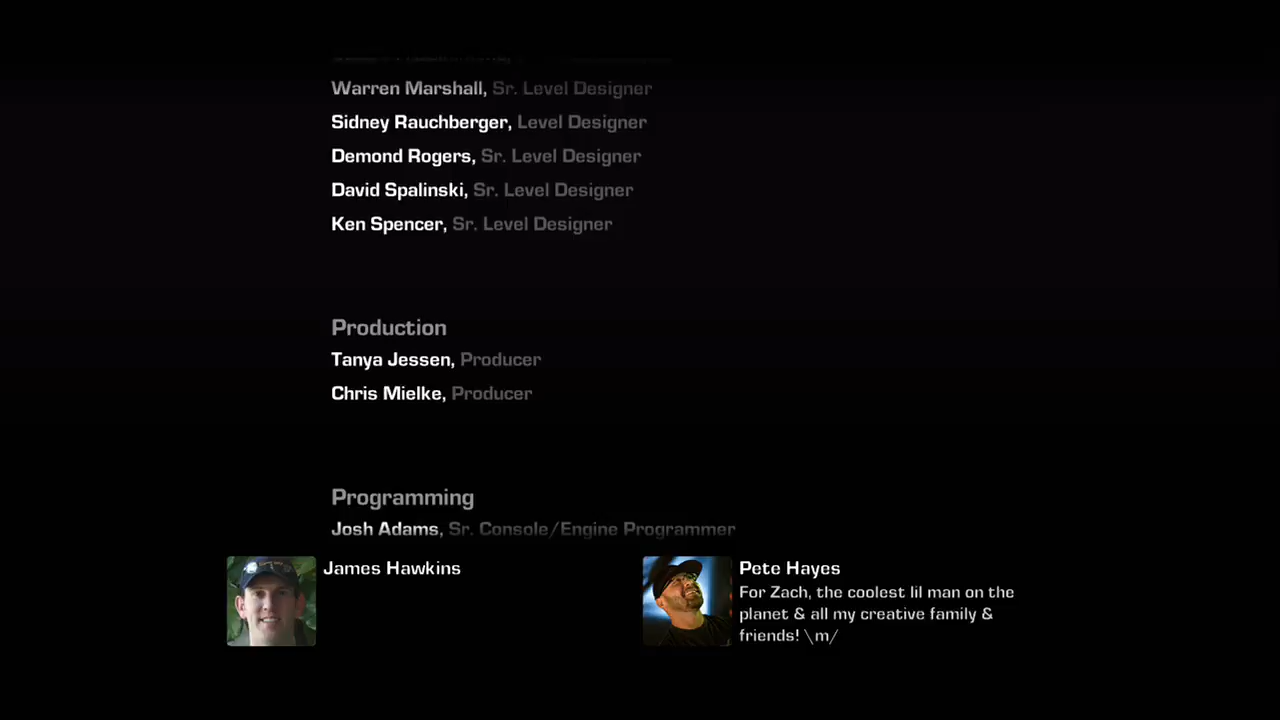 Warren Marshall, Sr. Level Designer
Sidney Rauchberger, Level Designer
Demond Rogers, Sr. Level Designer
David Spalinski, Sr. Level Designer
Ken Spencer, Sr. Level Designer
Production
Tanya Jessen, Producer
Chris Mielke, Producer
Programming
Josh Adams, Sr. Console/Engine Programmer
James Hawkins
Pete Hayes
For Zach, the coolest lil man on the
planet & all my creative family &
friends! \m/